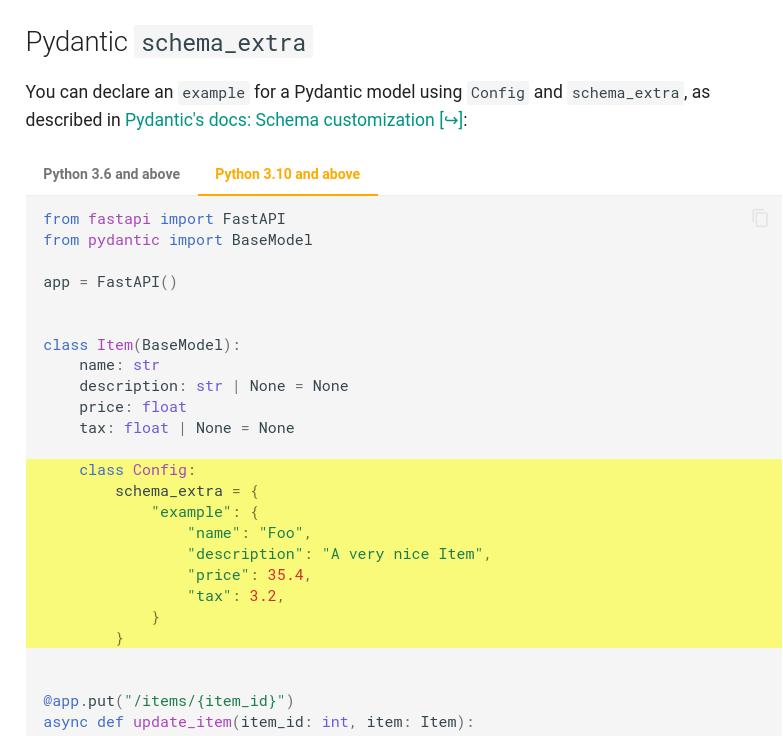 Pydantic schema_extra
You can declare an example for a Pydantic model using Config and schema_extra, as
described in Pydantic's docs: Schema customization [↪]:
Python 3.6 and above Python 3.10 and above
from fastapi import FastAPI
from pydantic import BaseModel
app = FastAPI()
class Item(BaseModel):
    name: str
    description: str | None = None
    price: float
    tax: float | None = None
    class Config:
        schema_extra = {
            "example": {
                "name": "Foo",
                "description": "A very nice Item",
                "price": 35.4,
                "tax": 3.2,
            }
        }
@app.put("/items/{item_id}")
async def update_item(item_id: int, item: Item):